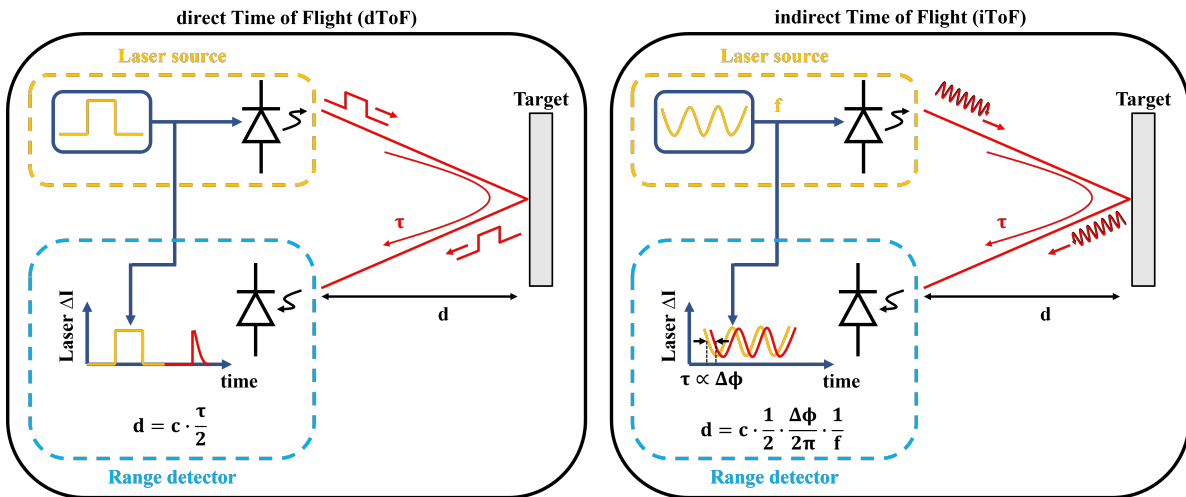 direct Time of Flight (dToF)
Laser source
Target
τ
d
Laser ΔI
time
d = c · τ/2
Range detector
indirect Time of Flight (iToF)
Laser source
f
Target
τ
d
Laser ΔI
time
τ ∝ Δϕ
d = c · 1/2 · Δϕ/2π · 1/f
Range detector